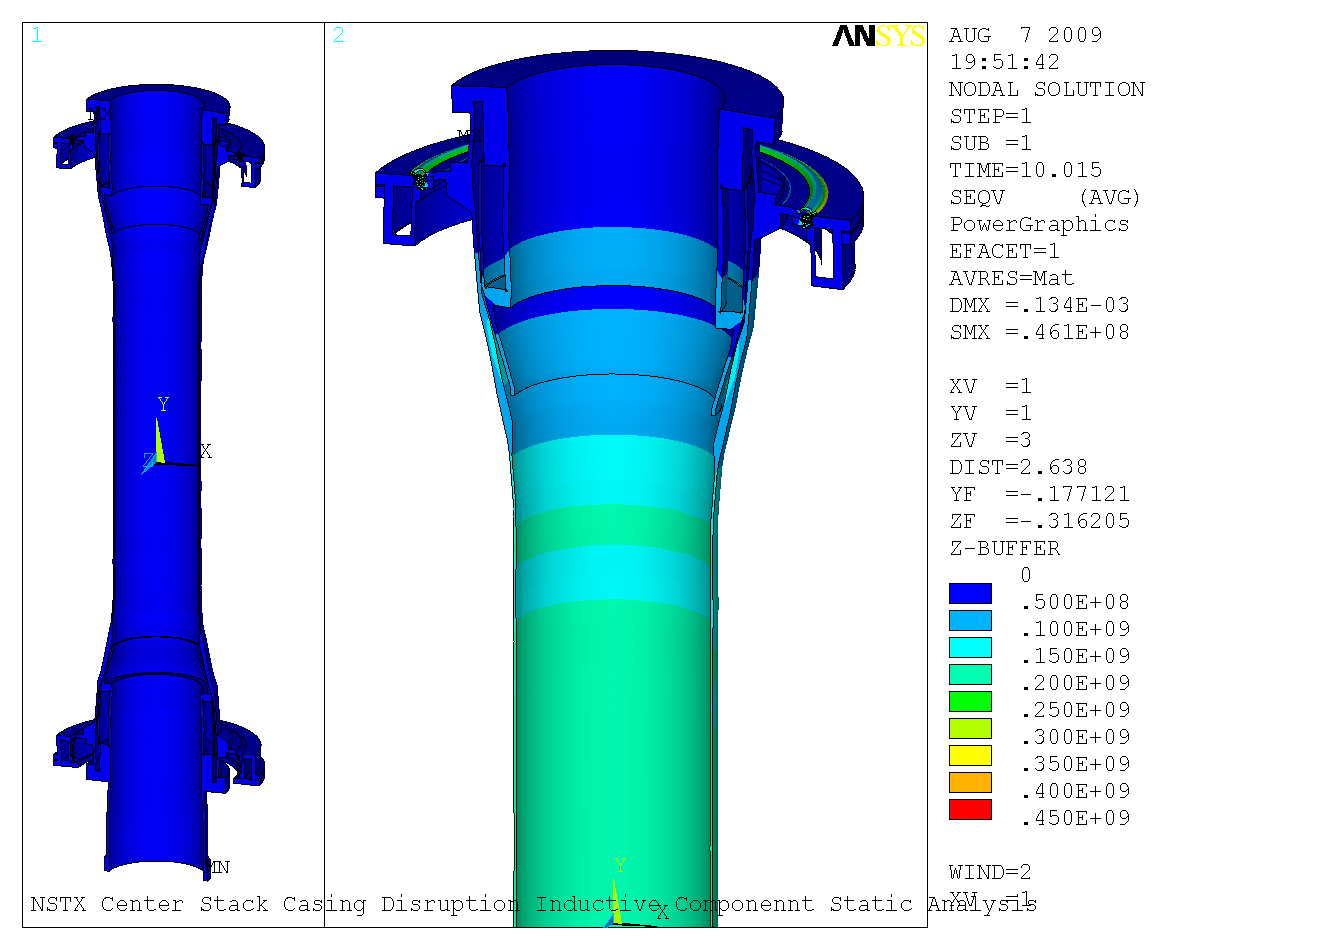 1
2
ANSYS
AUG 7 2009
19:51:42
NODAL SOLUTION
STEP=1
SUB =1
TIME=10.015
SEQV (AVG)
PowerGraphics
EFACET=1
AVRES=Mat
DMX =.134E-03
SMX =.461E+08
XV =1
YV =1
ZV =3
DIST=2.638
YF =-.177121
ZF =-.316205
Z-BUFFER
0
.500E+08
.100E+09
.150E+09
.200E+09
.250E+09
.300E+09
.350E+09
.400E+09
.450E+09
WIND=2
XV =1
Y
X
Z
MN
Y
X
NSTX Center Stack Casing Disruption Inductive Componennt Static Analysis